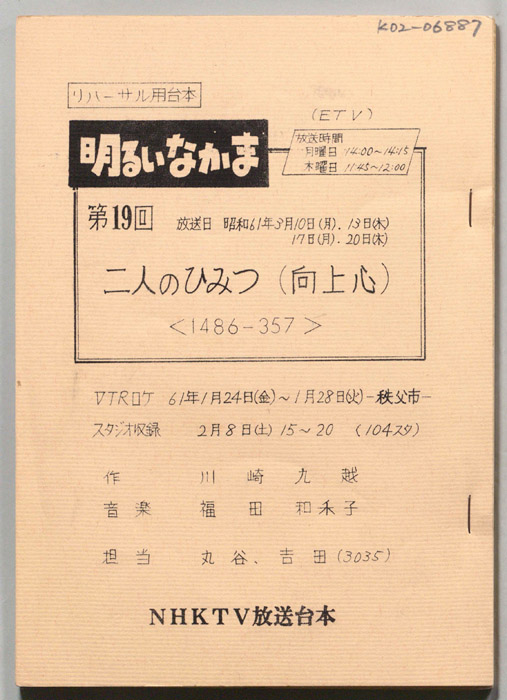 K02-06887
リハーサル用台本
(ETV)
放送時間
月曜日 14:00〜14:15
木曜日 11:45〜12:00
明るいなかま
第19回 放送日 昭和61年3月10日(月). 13日(木)
17日(月). 20日(木)
二人のひみつ (向上心)
<1486-357>
VTRロケ 61年1月24日(金)〜1月28日(火)-秩父市-
スタジオ収録 2月8日(土) 15〜20 (104スタ)
作 川崎九越
音楽 福田和禾子
担当 丸谷、吉田(3035)
NHKTV放送台本